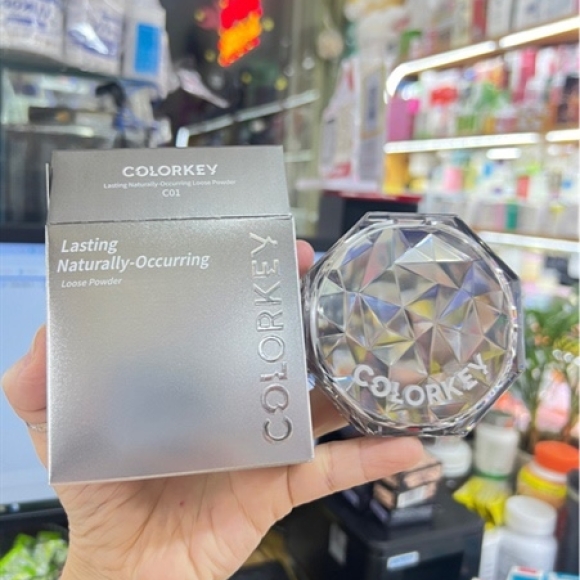 COLORKEY
Lasting Naturally-Occurring Loose Powder
C01
Lasting
Naturally-Occurring
Loose Powder
COLORKEY
COLORKEY